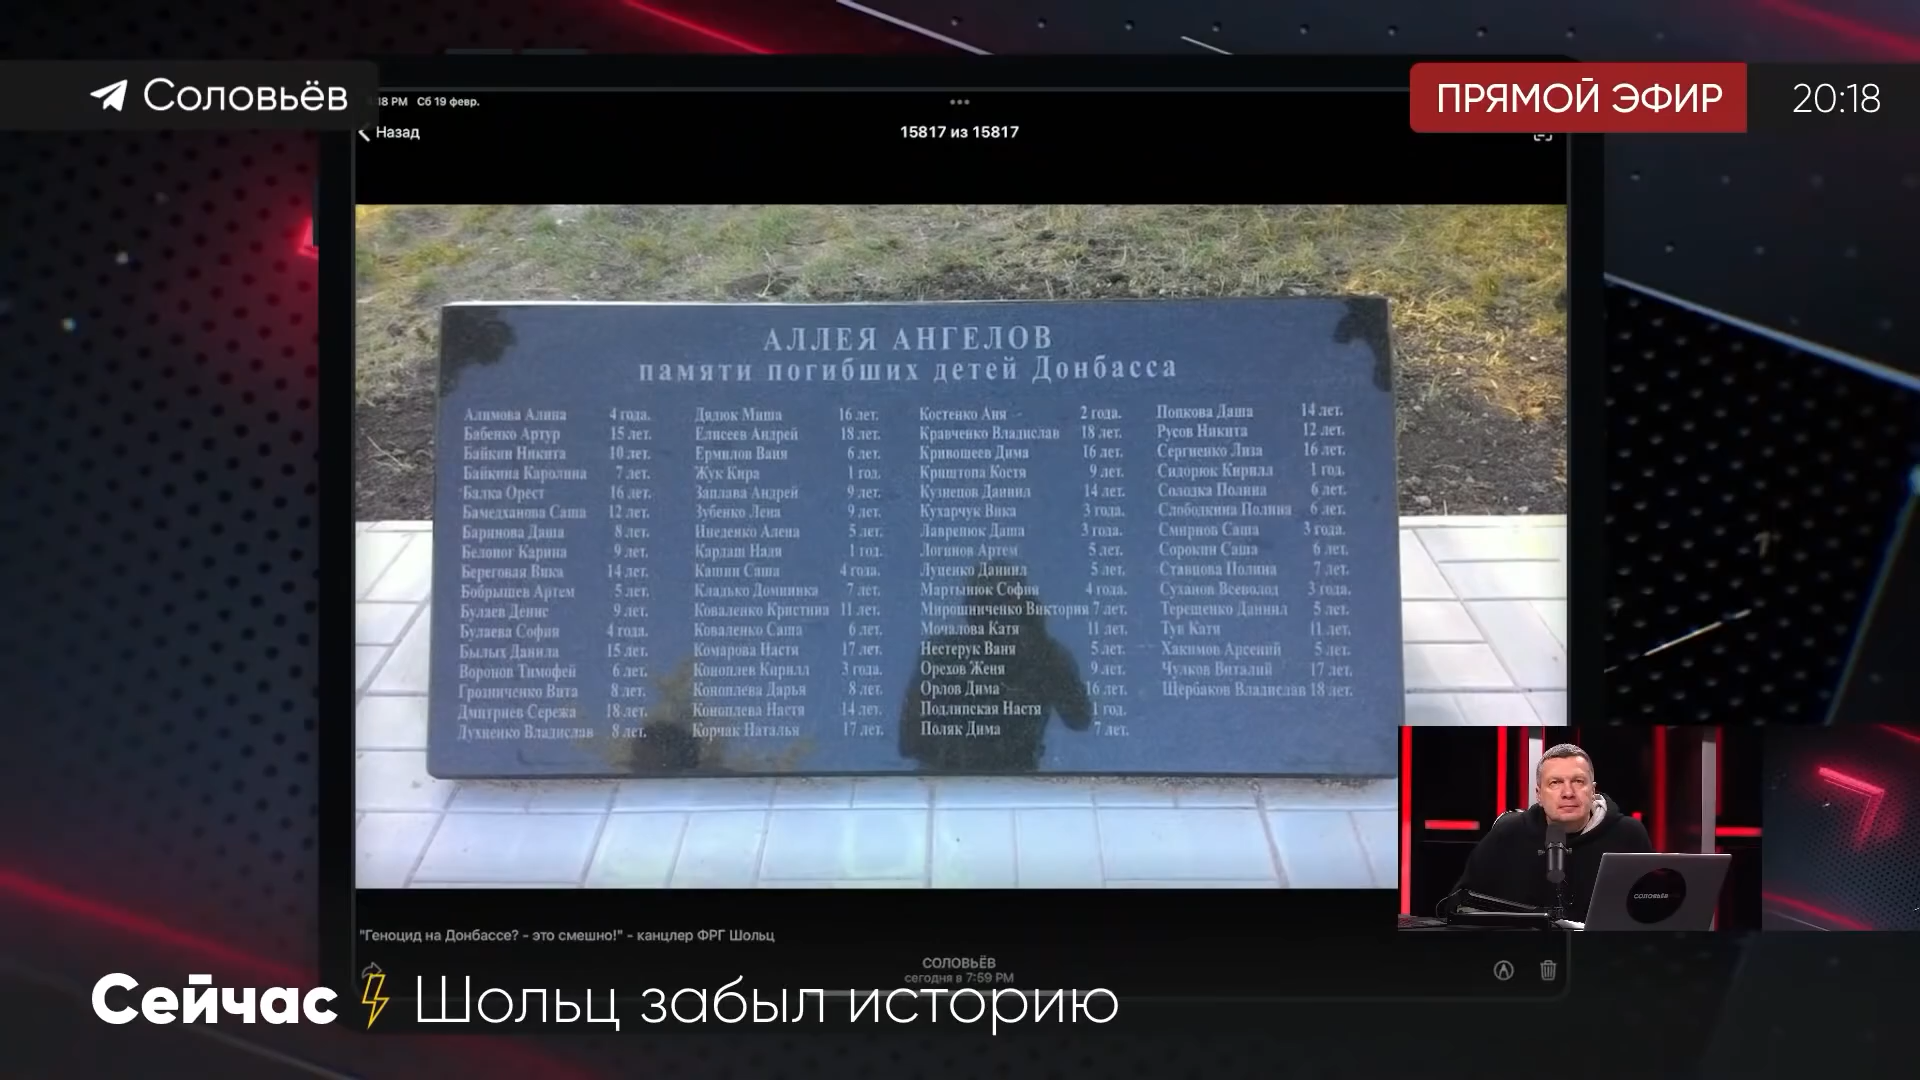 Соловьёв
ПРЯМОЙ ЭФИР
20:18
18 PM Сб 19 февр.
Назад
15817 из 15817
АЛЛЕЯ АНГЕЛОВ
памяти погибших детей Донбасса
Алимова Алина 4 года.
Бабенко Артур 15 лет.
Байкин Никита 10 лет.
Байкина Каролина 7 лет.
Балка Орест 16 лет.
Бамедханова Саша 12 лет.
Баринова Даша 8 лет.
Белоног Карина 9 лет.
Береговая Вика 14 лет.
Бобрышев Артем 5 лет.
Булаев Денис 9 лет.
Булаева София 4 года.
Былых Данила 15 лет.
Воронов Тимофей 6 лет.
Грозниченко Вита 8 лет.
Дмитриев Сережа 18 лет.
Духненко Владислав 8 лет.
Дядюк Миша 16 лет.
Елисеев Андрей 18 лет.
Ермилов Ваня 6 лет.
Жук Кира 1 год.
Заплава Андрей 9 лет.
Зубенко Лена 9 лет.
Алена 5 лет.
Кардаш Надя 1 год.
Кашин Саша 4 года.
Кладько Доминика 7 лет.
Коваленко Кристина 11 лет.
Коваленко Саша 6 лет.
Комарова Настя 17 лет.
Коноплев Кирилл 3 года.
Коноплева Дарья 8 лет.
Коноплева Настя 14 лет.
Корчак Наталья 17 лет.
Костенко Аня 2 года.
Кравченко Владислав 18 лет.
Кривошеев Дима 16 лет.
Криштопа Костя 9 лет.
Кузнецов Даниил 14 лет.
Кухарчук Вика 3 года.
Лавренюк Даша 3 года.
Логинов Артем 5 лет.
Луценко Даниил 5 лет.
Мартынюк София 4 года.
Мирошниченко Виктория 7 лет.
Мочалова Катя 11 лет.
Нестерук Ваня 5 лет.
Орехов Женя 9 лет.
Орлов Дима 16 лет.
Подлипская Настя 1 год.
Поляк Дима 7 лет.
Попкова Даша 14 лет.
Русов Никита 12 лет.
Сергиенко Лиза 16 лет.
Сидорюк Кирилл 1 год.
Солодка Полина 6 лет.
Слободкина Полина 6 лет.
Смирнов Саша 3 года.
Сорокин Саша 6 лет.
Станцова Полина 7 лет.
Суханов Всеволод 3 года.
Терещенко Даниил 5 лет.
Тув Катя 11 лет.
Хакимов Арсений 5 лет.
Чулков Виталий 17 лет.
Щербаков Владислав 18 лет.
СОЛОВЬЁВ
"Геноцид на Донбассе? - это смешно!" - канцлер ФРГ Шольц
СОЛОВЬЁВ
сегодня в 7:59 PM
Сейчас Шольц забыл историю